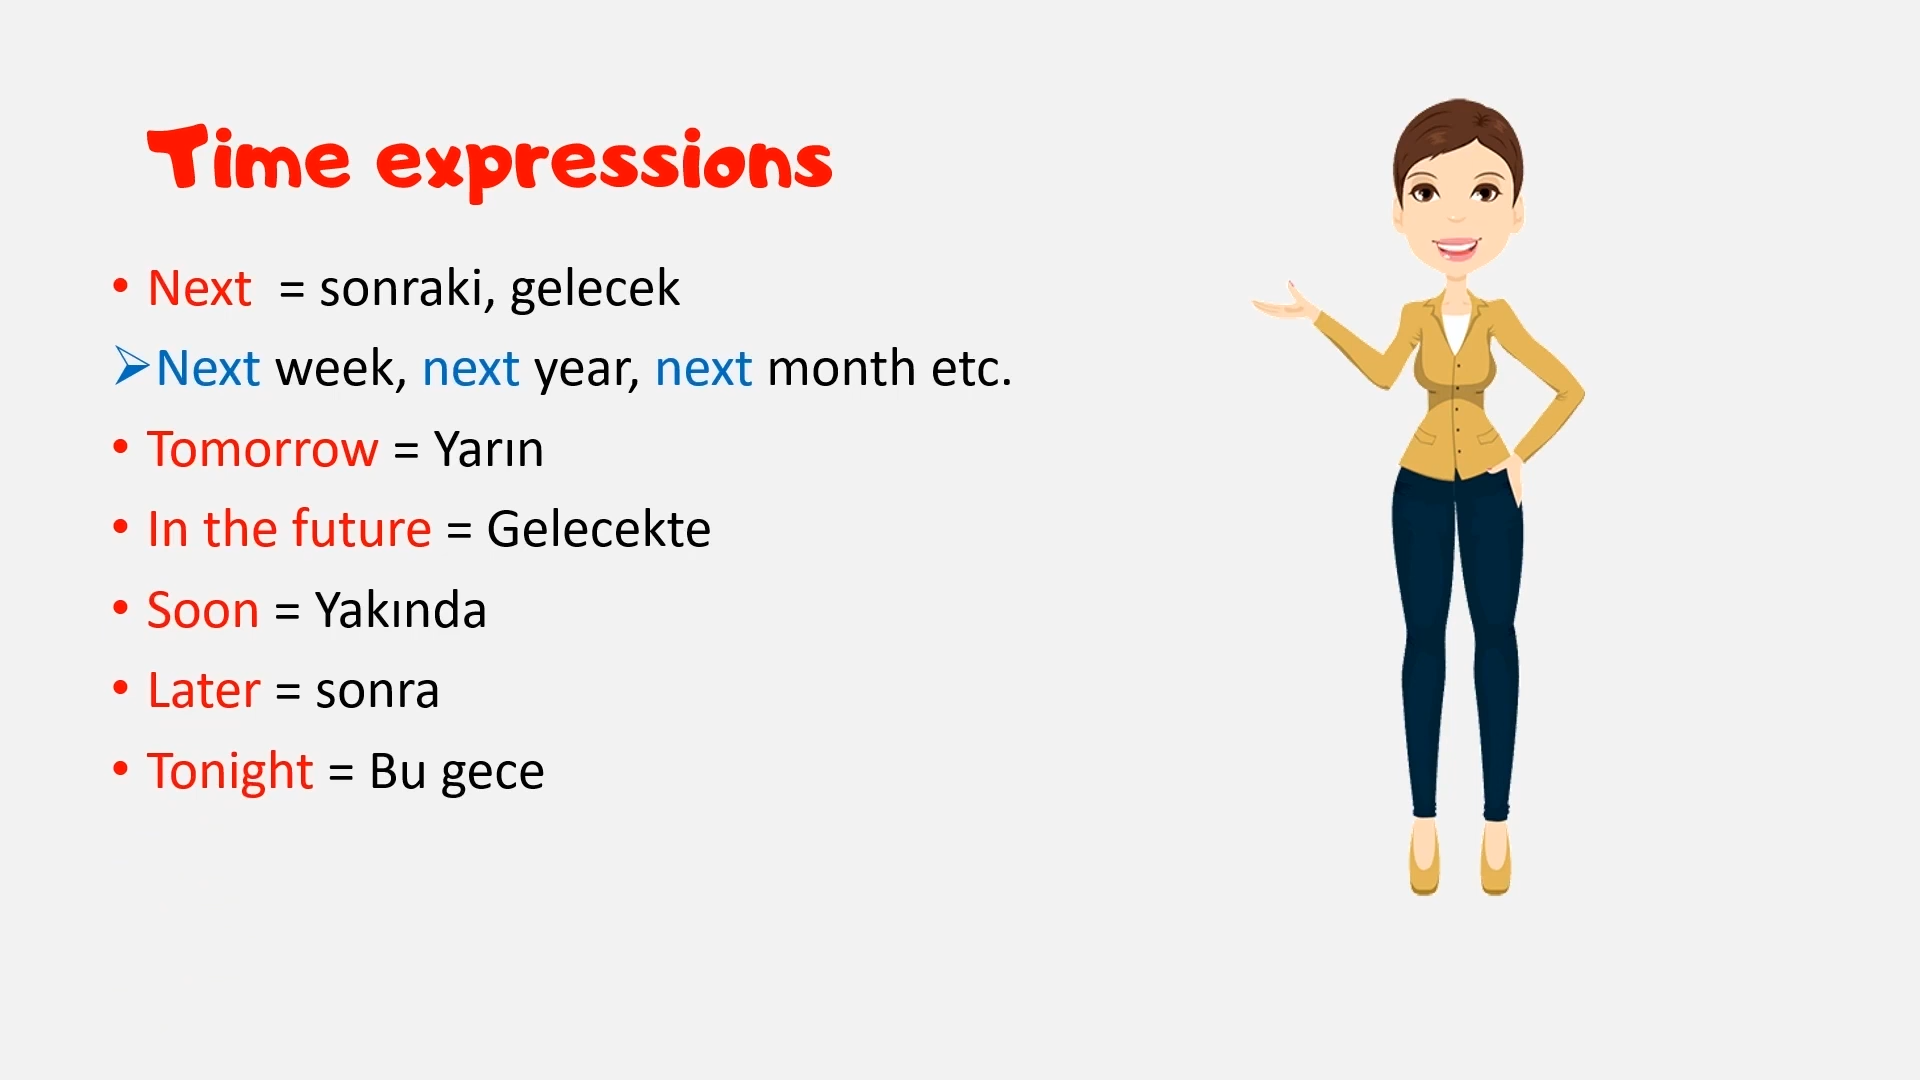 Time expressions
• Next = sonraki, gelecek
➢Next week, next year, next month etc.
• Tomorrow = Yarın
• In the future = Gelecekte
• Soon = Yakında
• Later = sonra
• Tonight = Bu gece